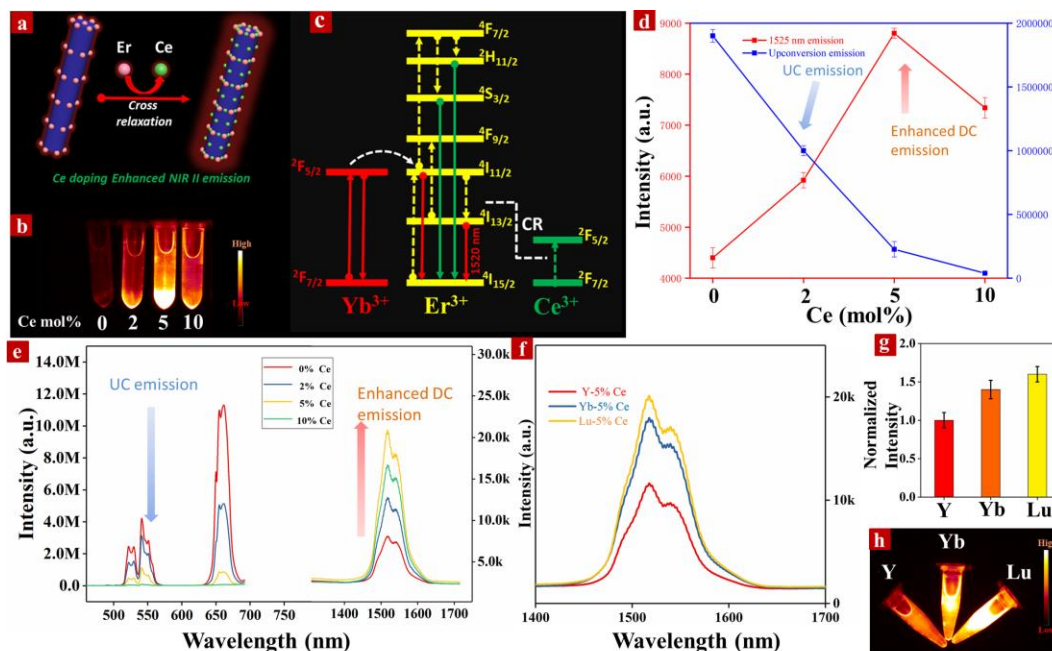 a
Er
Ce
Cross
relaxation
Ce doping Enhanced NIR II emission
b
High
Low
Ce mol%
0
2
5
10
c
⁴F₇/₂
²H₁₁/₂
⁴S₃/₂
⁴F₉/₂
²F₅/₂
⁴I₁₁/₂
⁴I₁₃/₂
CR
1520 nm
²F₅/₂
²F₇/₂
⁴I₁₅/₂
²F₇/₂
Yb³⁺
Er³⁺
Ce³⁺
d
9000
8000
7000
6000
5000
4000
Intensity (a.u.)
1525 nm emission
Upconversion emission
UC emission
Enhanced DC
emission
2000000
1500000
1000000
500000
0
0
2
5
10
Ce (mol%)
e
14.0M
12.0M
10.0M
8.0M
6.0M
4.0M
2.0M
0.0
Intensity (a.u.)
UC emission
0% Ce
2% Ce
5% Ce
10% Ce
Enhanced DC
emission
30.0k
25.0k
20.0k
15.0k
10.0k
5.0k
450
550
650
750
1400
1500
1600
1700
Wavelength (nm)
f
Y-5% Ce
Yb-5% Ce
Lu-5% Ce
20k
10k
0
1400
1500
1600
1700
Wavelength (nm)
g
Normalized
Intensity
2.0
1.5
1.0
0.5
0.0
Y
Yb
Lu
h
Y
Yb
Lu
High
Low